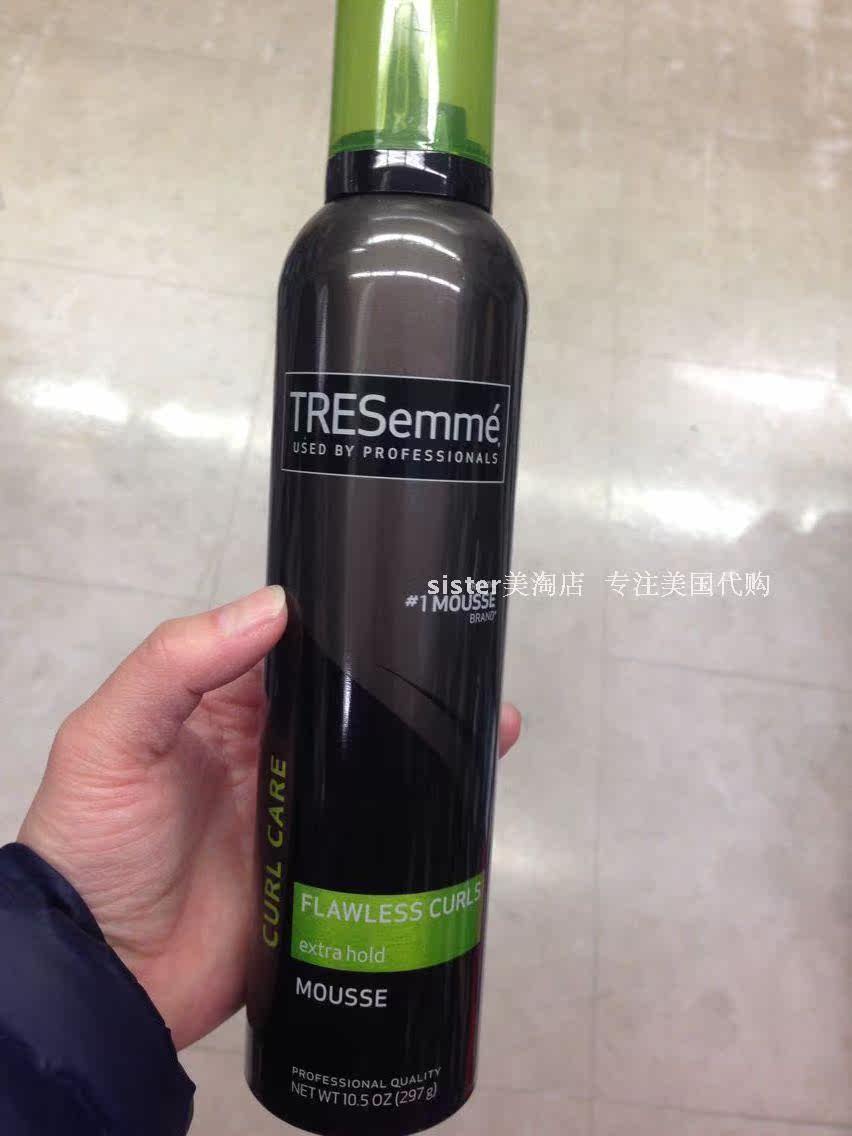 TRESemmé
USED BY PROFESSIONALS
sister美淘店 专注美国代购
#1 MOUSSE
BRAND*
CURL CARE
FLAWLESS CURLS
extra hold
MOUSSE
PROFESSIONAL QUALITY
NET WT 10.5 OZ (297 g)